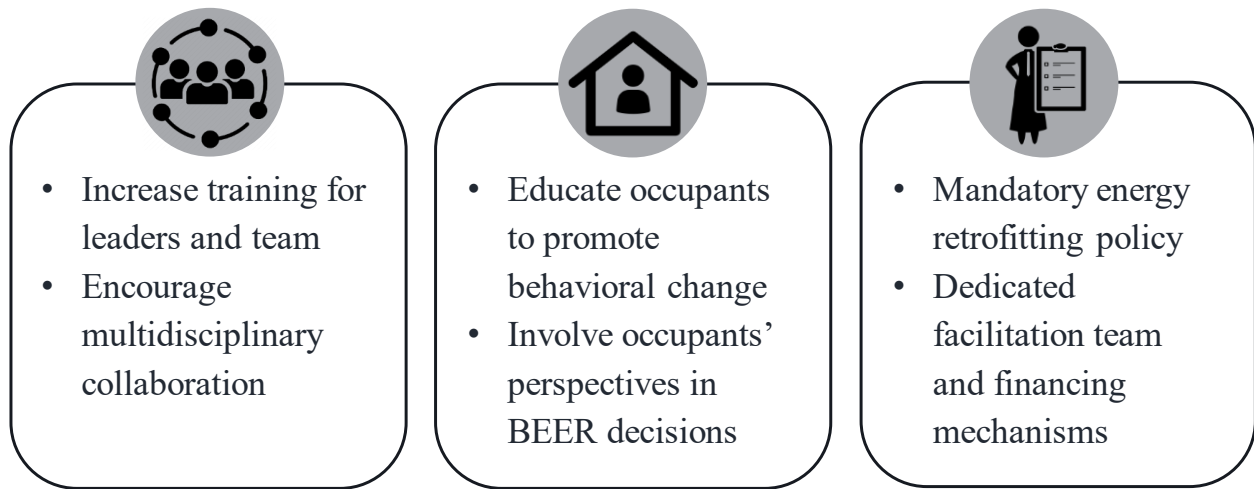 • Increase training for
leaders and team
• Encourage
multidisciplinary
collaboration
• Educate occupants
to promote
behavioral change
• Involve occupants’
perspectives in
BEER decisions
• Mandatory energy
retrofitting policy
• Dedicated
facilitation team
and financing
mechanisms